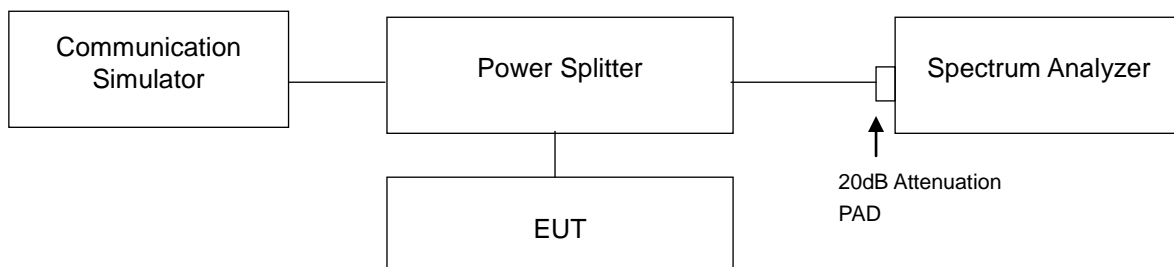 Communication
Simulator
Power Splitter
Spectrum Analyzer
20dB Attenuation
PAD
EUT